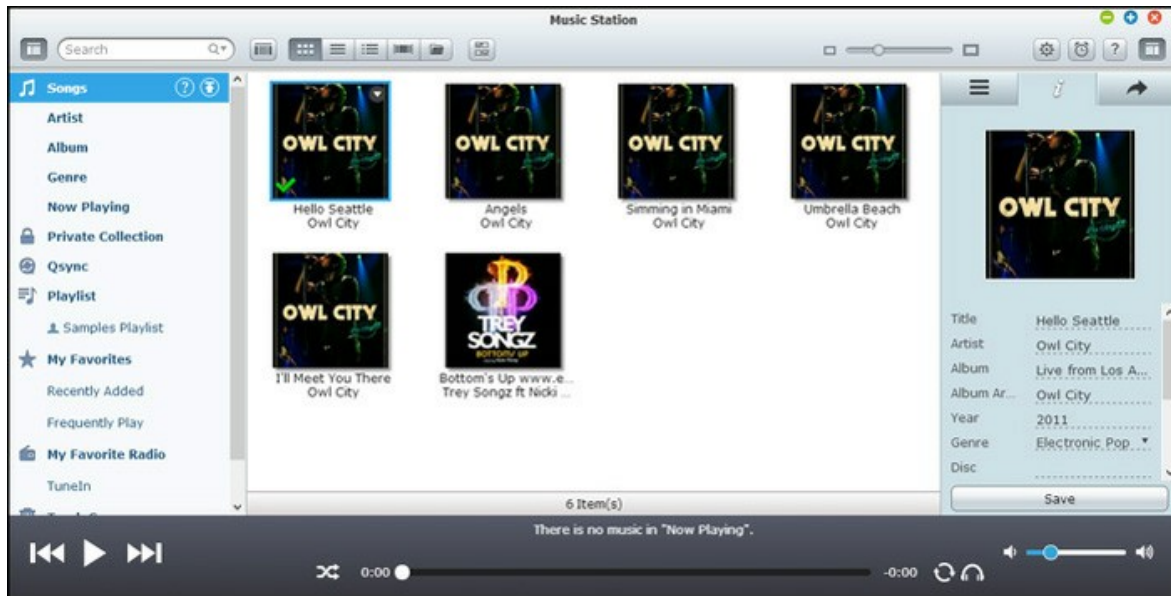 Music Station
Search
Songs
Artist
Album
Genre
Now Playing
Private Collection
Qsync
Playlist
Samples Playlist
My Favorites
Recently Added
Frequently Play
My Favorite Radio
TuneIn
OWL CITY
Hello Seattle
Owl City
OWL CITY
Angels
Owl City
OWL CITY
Simming in Miami
Owl City
OWL CITY
Umbrella Beach
Owl City
OWL CITY
I'll Meet You There
Owl City
TREY
SONGZ
BOTTOMS UP
Bottom's Up www.e...
Trey Songz ft Nicki ...
6 Item(s)
OWL CITY
Title Hello Seattle
Artist Owl City
Album Live from Los A...
Album Ar... Owl City
Year 2011
Genre Electronic Pop
Disc
Save
There is no music in "Now Playing".
0:00
-0:00